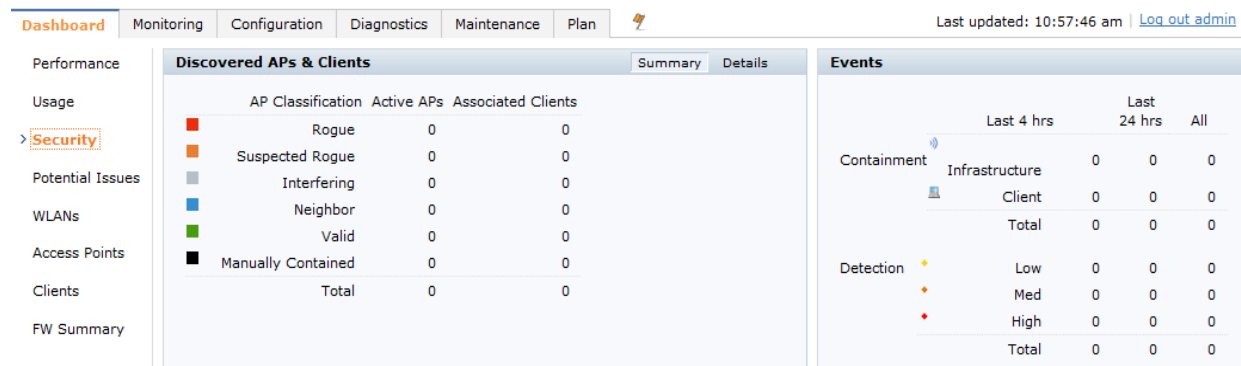 Dashboard Monitoring Configuration Diagnostics Maintenance Plan Last updated: 10:57:46 am | Log out admin
Performance
Usage
Security
Potential Issues
WLANs
Access Points
Clients
FW Summary
Discovered APs & Clients Summary Details
AP Classification Active APs Associated Clients
Rogue 0 0
Suspected Rogue 0 0
Interfering 0 0
Neighbor 0 0
Valid 0 0
Manually Contained 0 0
Total 0 0
Events
Last
Last 4 hrs 24 hrs All
Containment Infrastructure 0 0 0
Client 0 0 0
Total 0 0 0
Detection Low 0 0 0
Med 0 0 0
High 0 0 0
Total 0 0 0